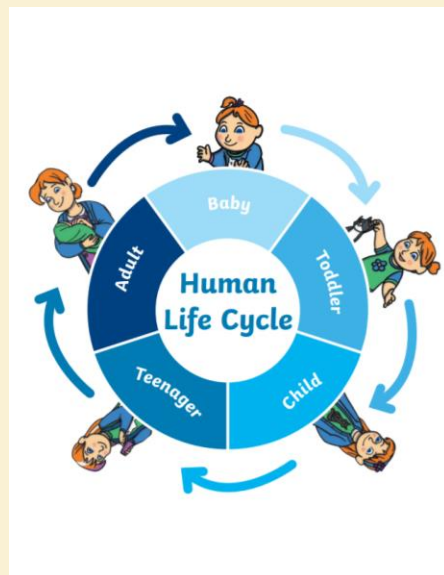 Human
Life Cycle
Baby
Toddler
Child
Teenager
Adult